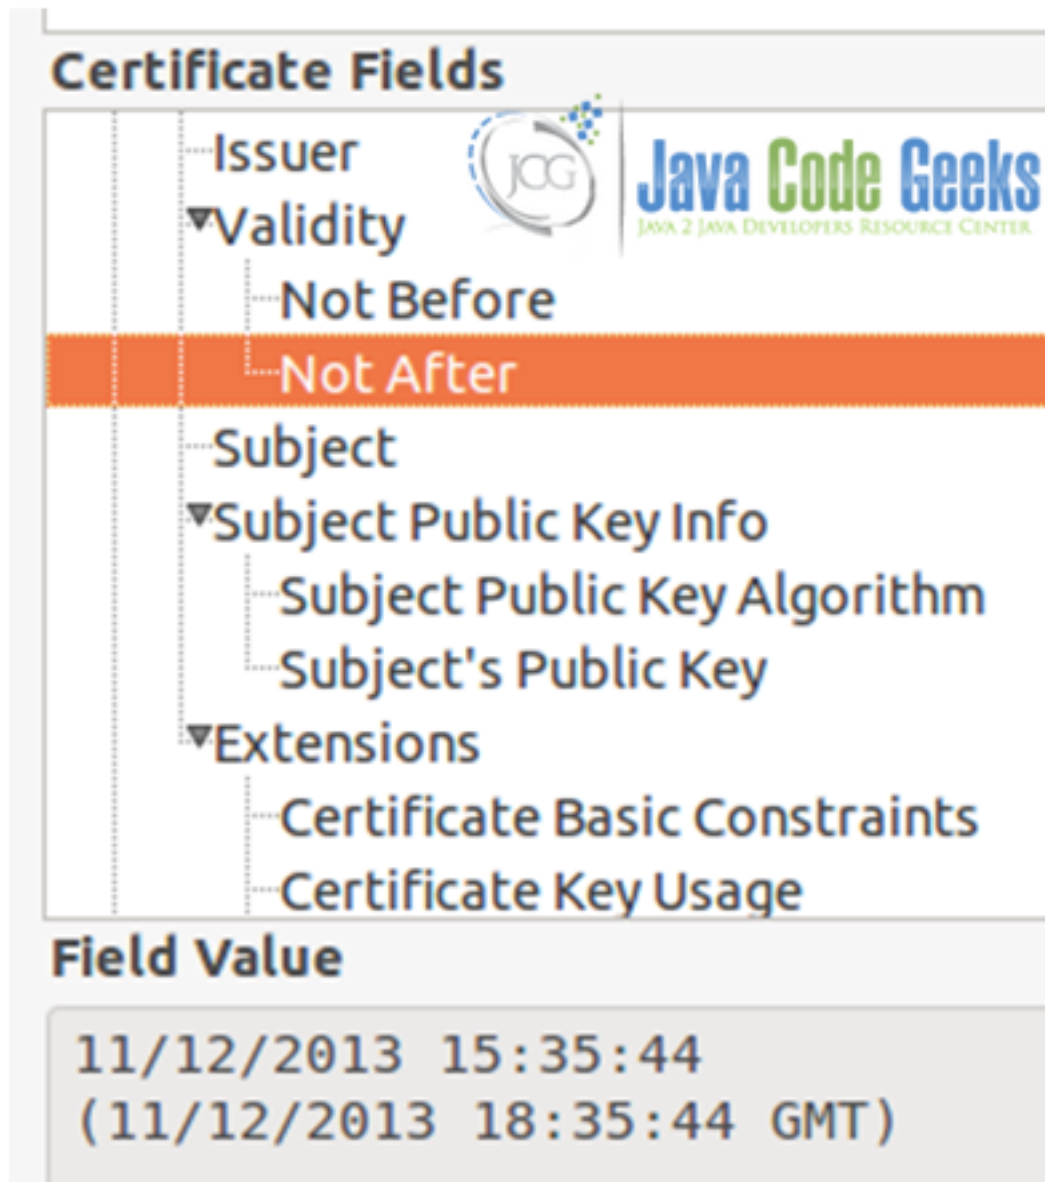 Certificate Fields
Issuer
JCG
Java Code Geeks
JAVA 2 JAVA DEVELOPERS RESOURCE CENTER
Validity
Not Before
Not After
Subject
Subject Public Key Info
Subject Public Key Algorithm
Subject's Public Key
Extensions
Certificate Basic Constraints
Certificate Key Usage
Field Value
11/12/2013 15:35:44
(11/12/2013 18:35:44 GMT)